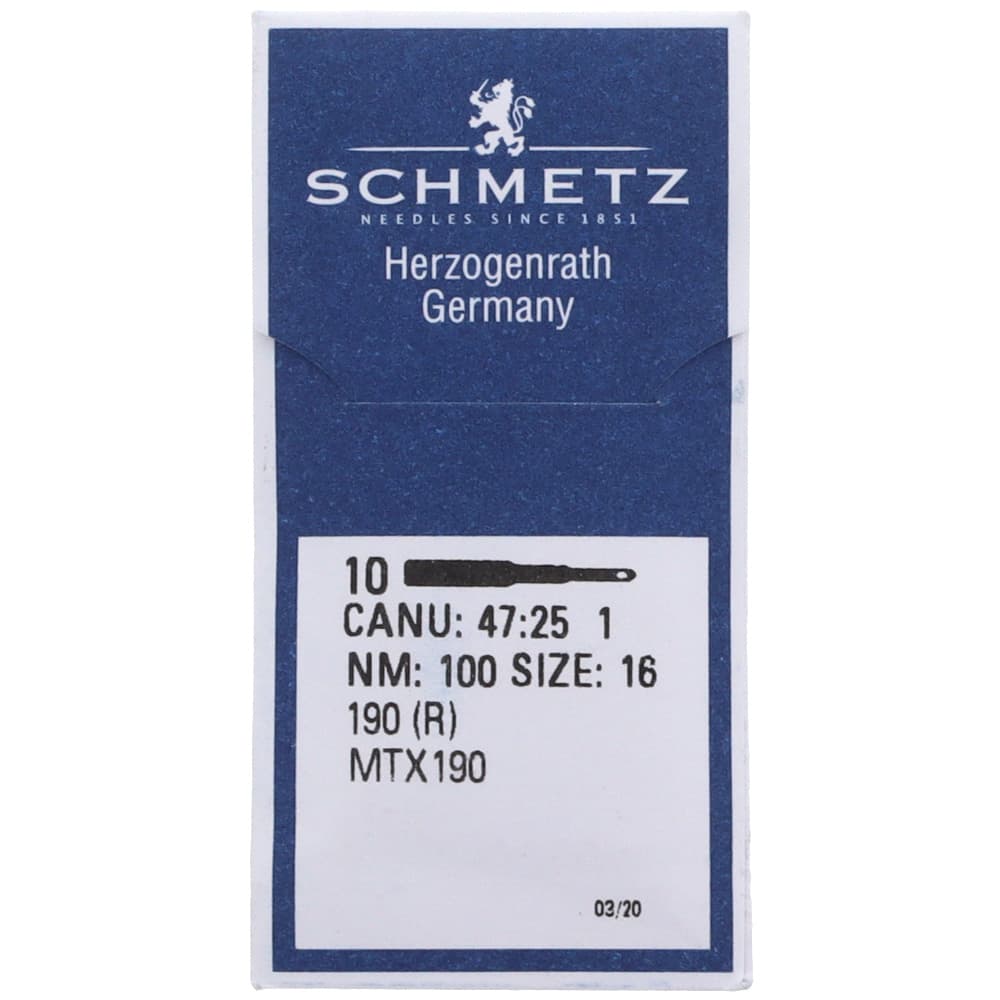 SCHMETZ
NEEDLES SINCE 1851
Herzogenrath
Germany
10
CANU: 47:25 1
NM: 100 SIZE: 16
190 (R)
MTX190
03/20